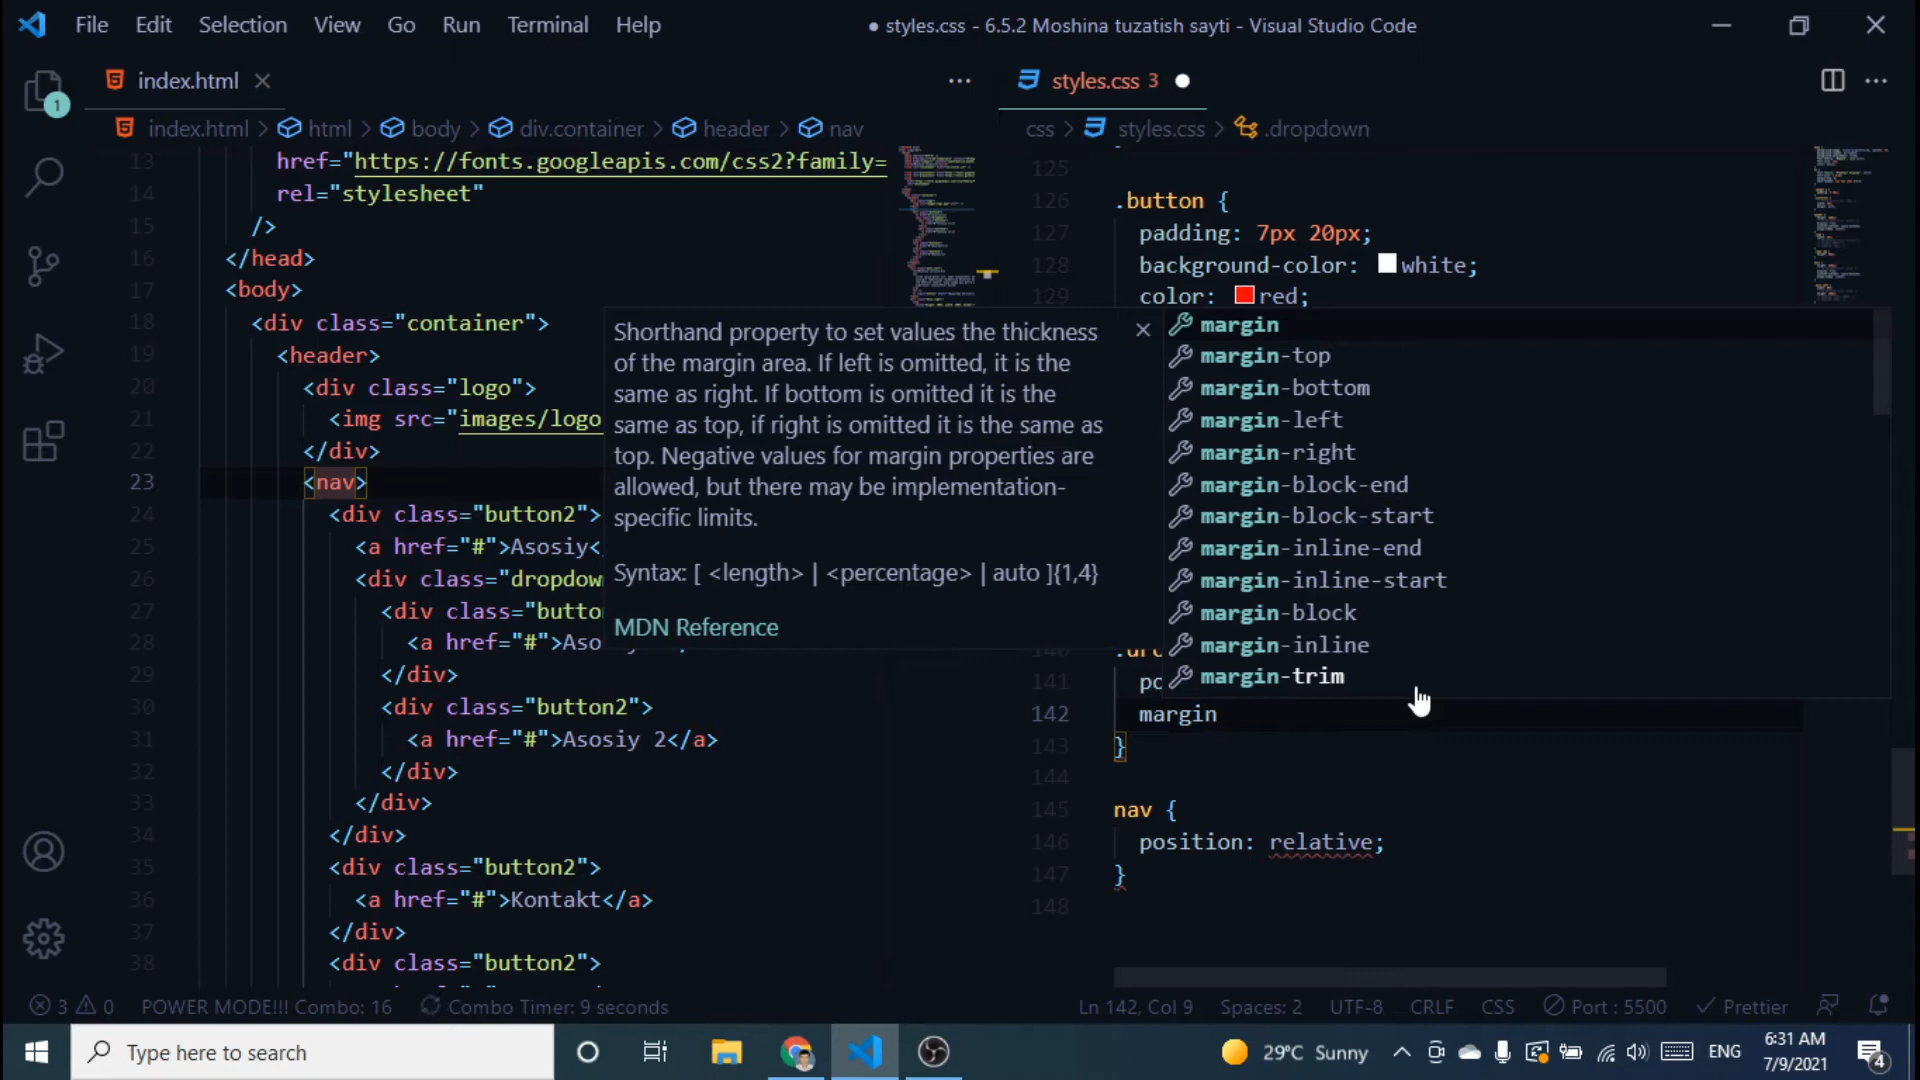 File Edit Selection View Go Run Terminal Help
● styles.css - 6.5.2 Moshina tuzatish sayti - Visual Studio Code
index.html
index.html > html > body > div.container > header > nav
13 href="https://fonts.googleapis.com/css2?family=
14 rel="stylesheet"
15 />
16 </head>
17 <body>
18 <div class="container">
19 <header>
20 <div class="logo">
21 <img src="images/logo
22 </div>
23 <nav>
24 <div class="button2">
25 <a href="#">Asosiy<
26 <div class="dropdow
27 <div class="butto
28 <a href="#">Aso
29 </div>
30 <div class="button2">
31 <a href="#">Asosiy 2</a>
32 </div>
33 </div>
34 </div>
35 <div class="button2">
36 <a href="#">Kontakt</a>
37 </div>
38 <div class="button2">
Shorthand property to set values the thickness
of the margin area. If left is omitted, it is the
same as right. If bottom is omitted it is the
same as top, if right is omitted it is the same as
top. Negative values for margin properties are
allowed, but there may be implementation-
specific limits.
Syntax: [ <length> | <percentage> | auto ]{1,4}
MDN Reference
styles.css 3
css > styles.css > .dropdown
125
126 .button {
127 padding: 7px 20px;
128 background-color: white;
129 color: red;
margin
margin-top
margin-bottom
margin-left
margin-right
margin-block-end
margin-block-start
margin-inline-end
margin-inline-start
margin-block
margin-inline
margin-trim
141 po
142 margin
143 }
144
145 nav {
146 position: relative;
147 }
148
3 0 POWER MODE!!! Combo: 16 Combo Timer: 9 seconds
Ln 142, Col 9 Spaces: 2 UTF-8 CRLF CSS Port : 5500 Prettier
Type here to search
29°C Sunny ENG
6:31 AM
7/9/2021
4
1